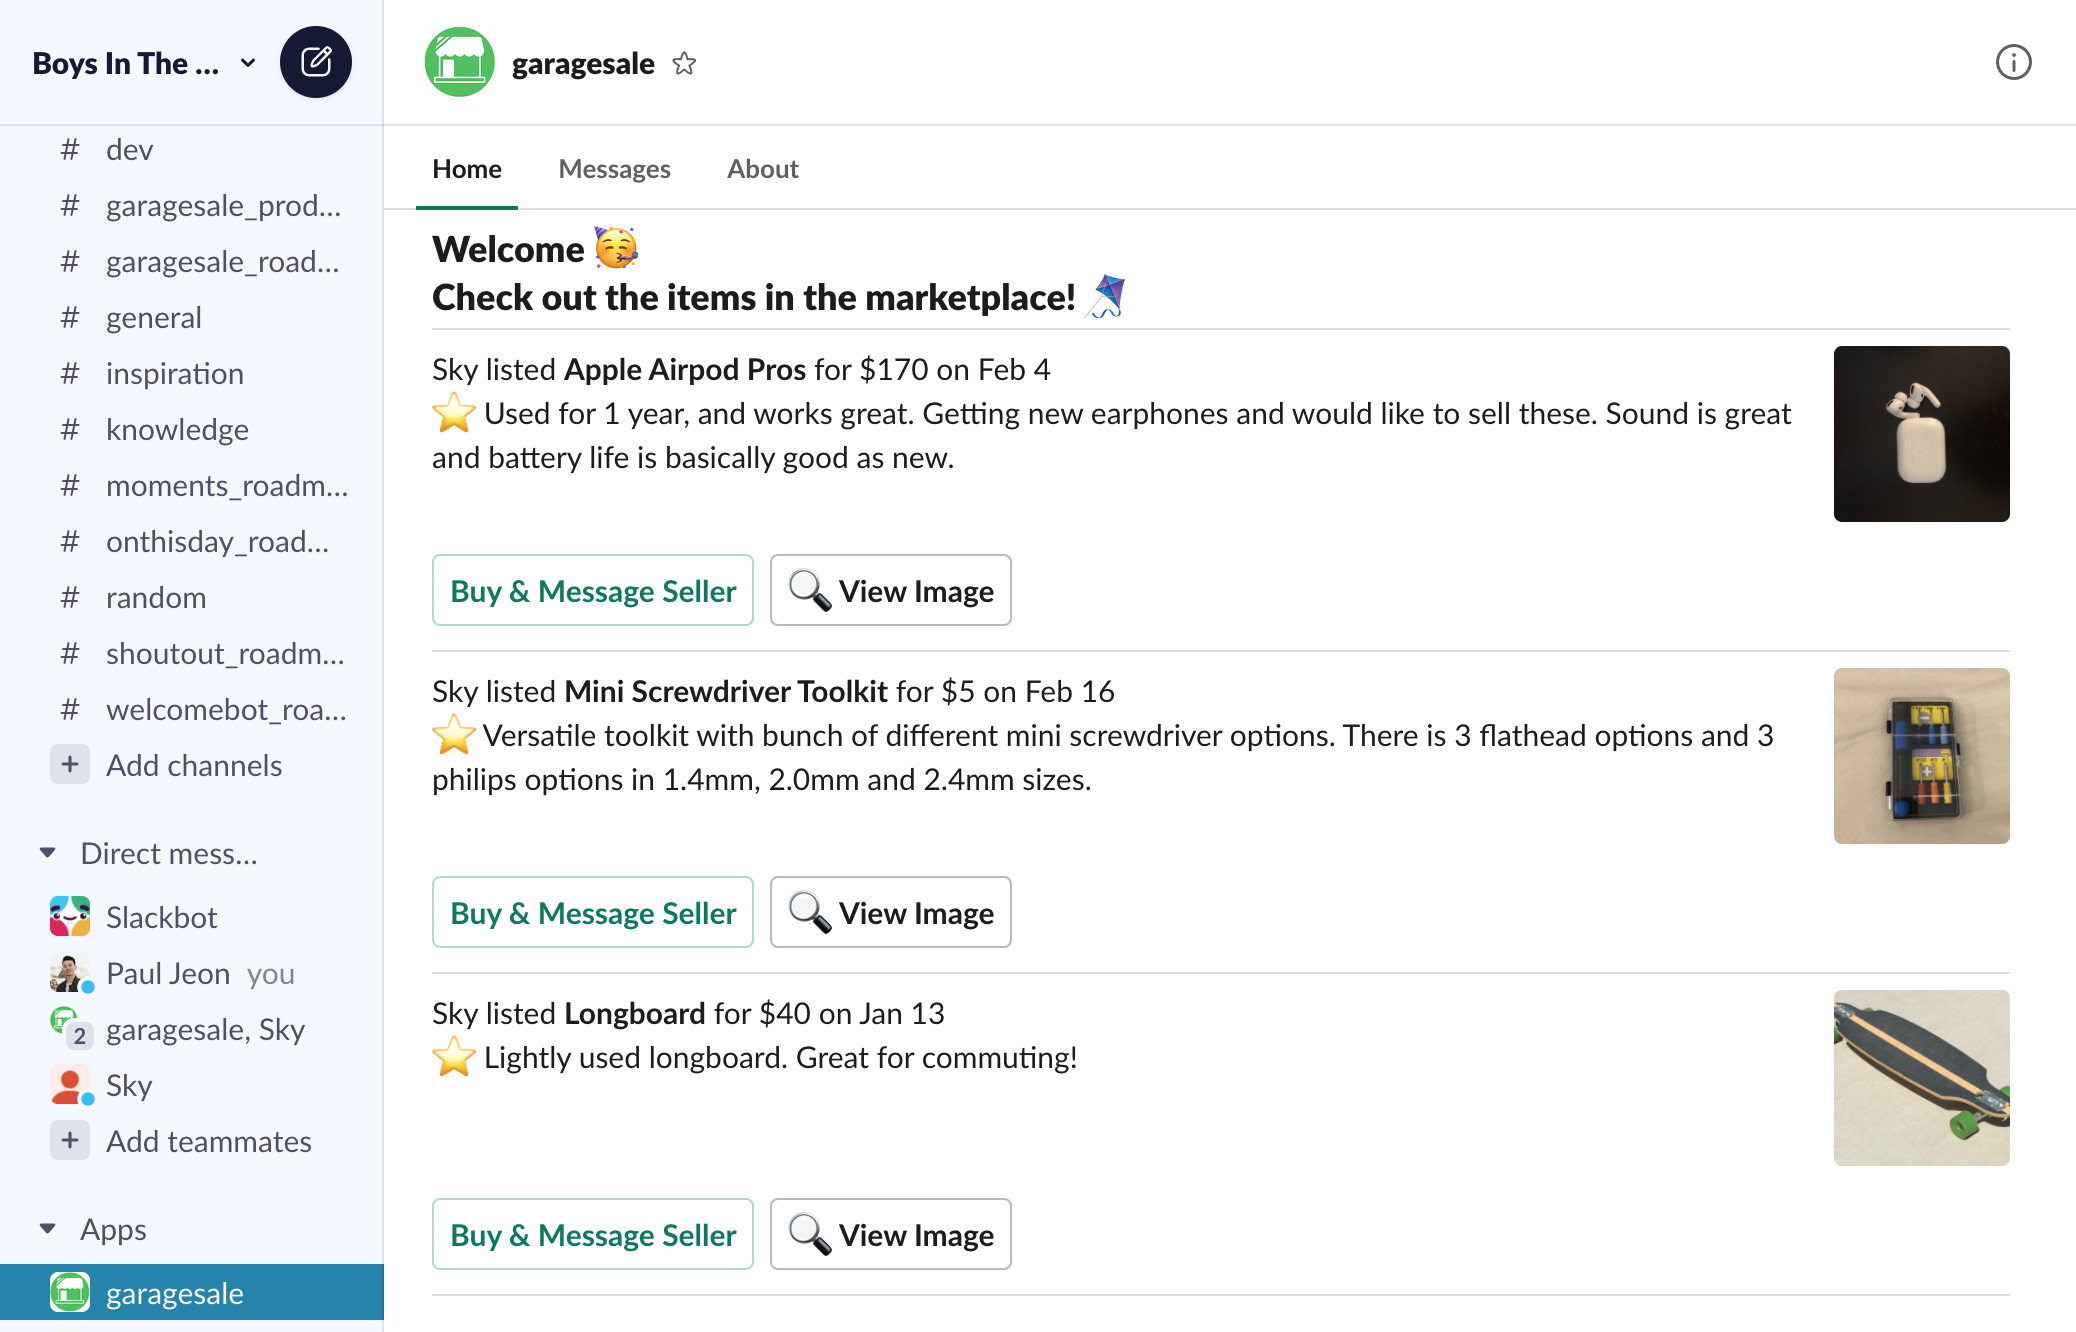 Boys In The ...
# dev
# garagesale_prod...
# garagesale_road...
# general
# inspiration
# knowledge
# moments_roadm...
# onthisday_road...
# random
# shoutout_roadm...
# welcomebot_roa...
+ Add channels
Direct mess...
Slackbot
Paul Jeon you
2 garagesale, Sky
Sky
+ Add teammates
Apps
garagesale
garagesale
Home Messages About
Welcome 🥳
Check out the items in the marketplace! 🪁
Sky listed Apple Airpod Pros for $170 on Feb 4
⭐ Used for 1 year, and works great. Getting new earphones and would like to sell these. Sound is great
and battery life is basically good as new.
Buy & Message Seller 🔍 View Image
Sky listed Mini Screwdriver Toolkit for $5 on Feb 16
⭐ Versatile toolkit with bunch of different mini screwdriver options. There is 3 flathead options and 3
philips options in 1.4mm, 2.0mm and 2.4mm sizes.
Buy & Message Seller 🔍 View Image
Sky listed Longboard for $40 on Jan 13
⭐ Lightly used longboard. Great for commuting!
Buy & Message Seller 🔍 View Image